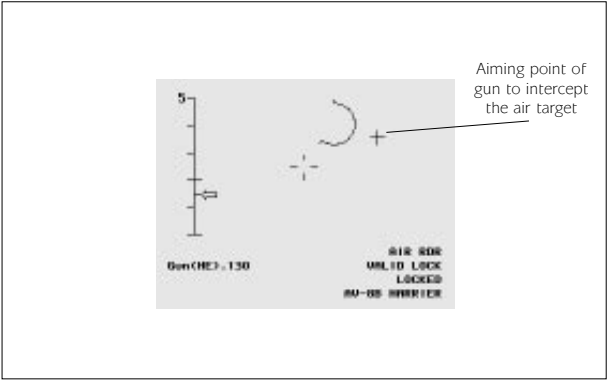 Aiming point of
gun to intercept
the air target
5
AIR RDR
Gun(HE).130
VALID LOCK
LOCKED
AV-8B HARRIER